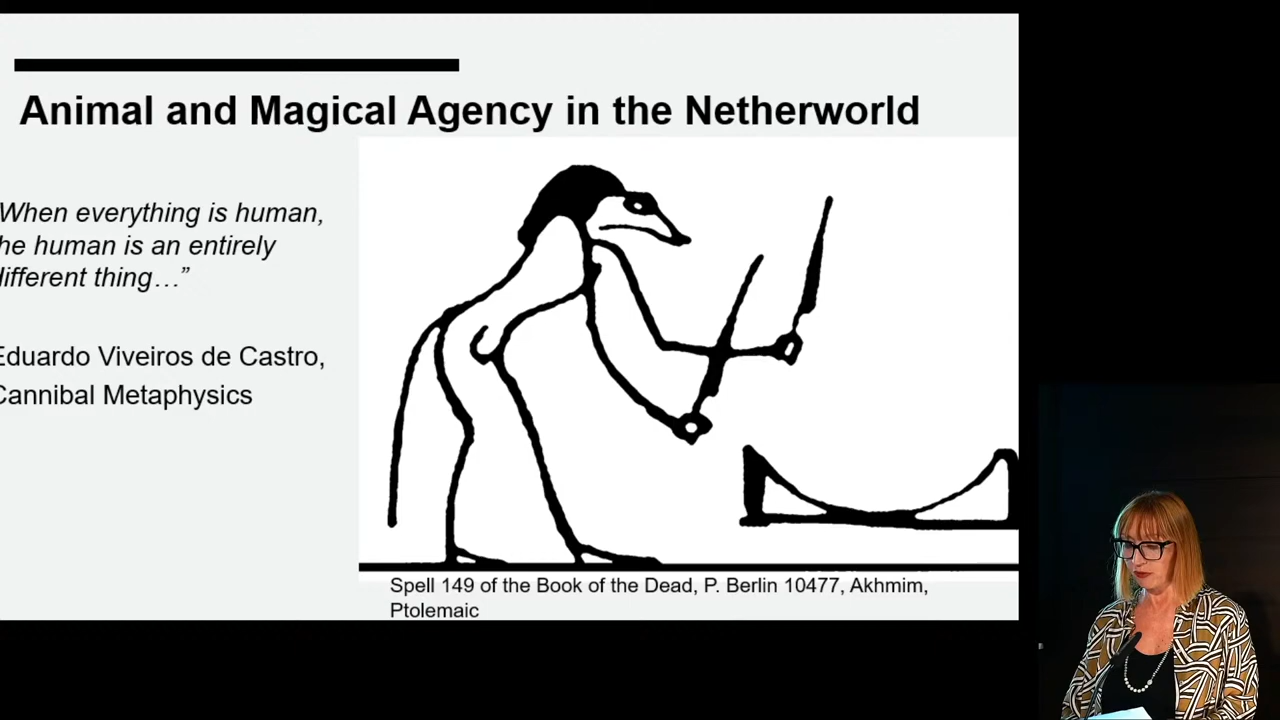 Animal and Magical Agency in the Netherworld
When everything is human,
he human is an entirely
ifferent thing…”
Eduardo Viveiros de Castro,
Cannibal Metaphysics
Spell 149 of the Book of the Dead, P. Berlin 10477, Akhmim,
Ptolemaic